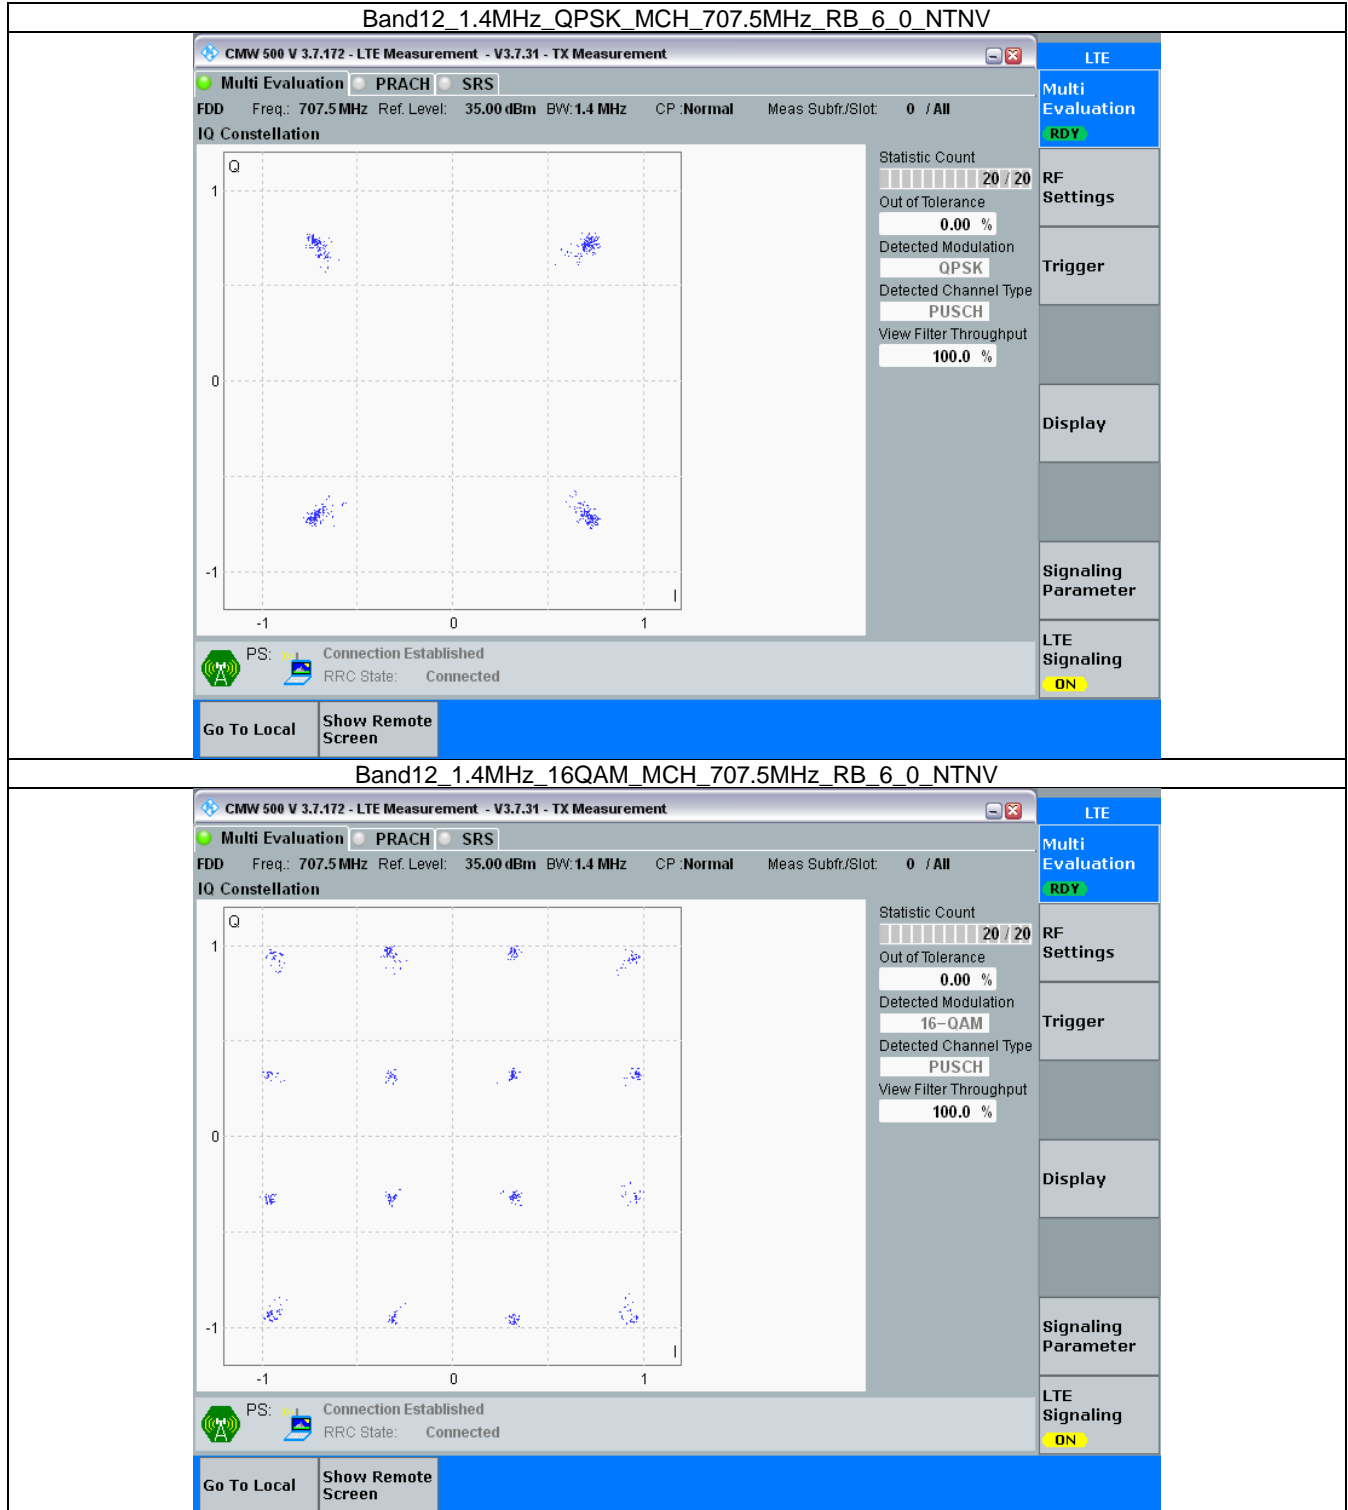 Band12_1.4MHz_QPSK_MCH_707.5MHz_RB_6_0_NTNV
CMW 500 V 3.7.172 - LTE Measurement - V3.7.31 - TX Measurement
LTE
Multi Evaluation PRACH SRS
Multi Evaluation
RDY
FDD Freq.: 707.5 MHz Ref. Level: 35.00 dBm BW: 1.4 MHz CP :Normal Meas Subfr./Slot: 0 / All
IQ Constellation
Q
1
0
-1
I
-1 0 1
Statistic Count
20 / 20
Out of Tolerance
0.00 %
Detected Modulation
QPSK
Detected Channel Type
PUSCH
View Filter Throughput
100.0 %
RF
Settings
Trigger
Display
Signaling
Parameter
LTE
Signaling
ON
PS: Connection Established
RRC State: Connected
Go To Local
Show Remote
Screen
Band12_1.4MHz_16QAM_MCH_707.5MHz_RB_6_0_NTNV
CMW 500 V 3.7.172 - LTE Measurement - V3.7.31 - TX Measurement
LTE
Multi Evaluation PRACH SRS
Multi Evaluation
RDY
FDD Freq.: 707.5 MHz Ref. Level: 35.00 dBm BW: 1.4 MHz CP :Normal Meas Subfr./Slot: 0 / All
IQ Constellation
Q
1
0
-1
I
-1 0 1
Statistic Count
20 / 20
Out of Tolerance
0.00 %
Detected Modulation
16-QAM
Detected Channel Type
PUSCH
View Filter Throughput
100.0 %
RF
Settings
Trigger
Display
Signaling
Parameter
LTE
Signaling
ON
PS: Connection Established
RRC State: Connected
Go To Local
Show Remote
Screen